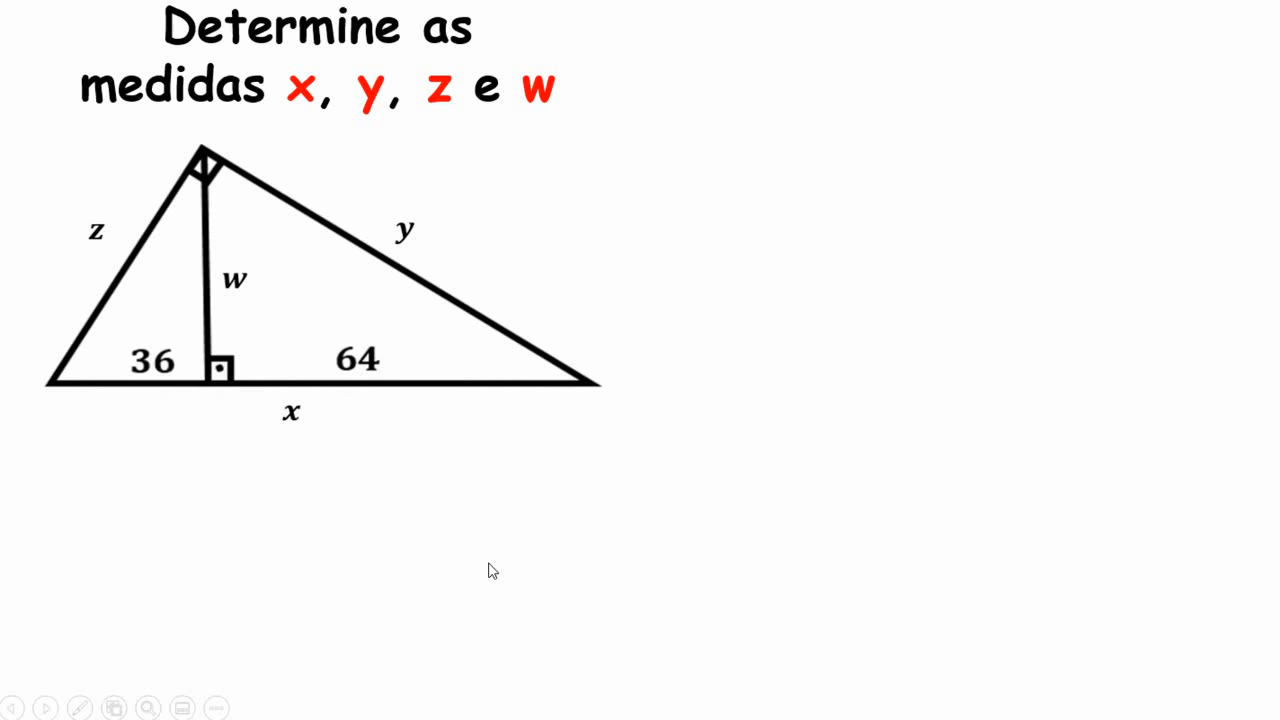 Determine as
medidas x, y, z e w
z
y
w
36
64
x